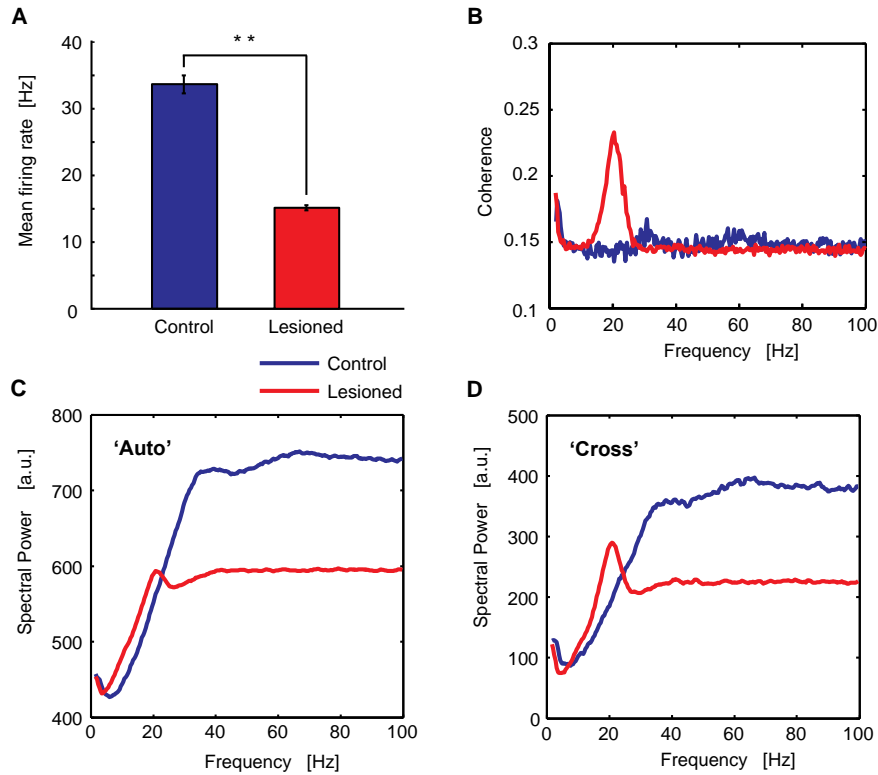 A
40
30
15
10
0
Mean firing rate [Hz]
* *
Control
Lesioned
B
0.3
0.25
0.2
0.15
0.1
Coherence
0 20 40 60 80 100
Frequency [Hz]
Control
Lesioned
C
800
700
600
500
400
Spectral Power [a.u.]
'Auto'
0 20 40 60 80 100
Frequency [Hz]
D
500
400
300
200
100
0
Spectral Power [a.u.]
'Cross'
0 20 40 60 80 100
Frequency [Hz]